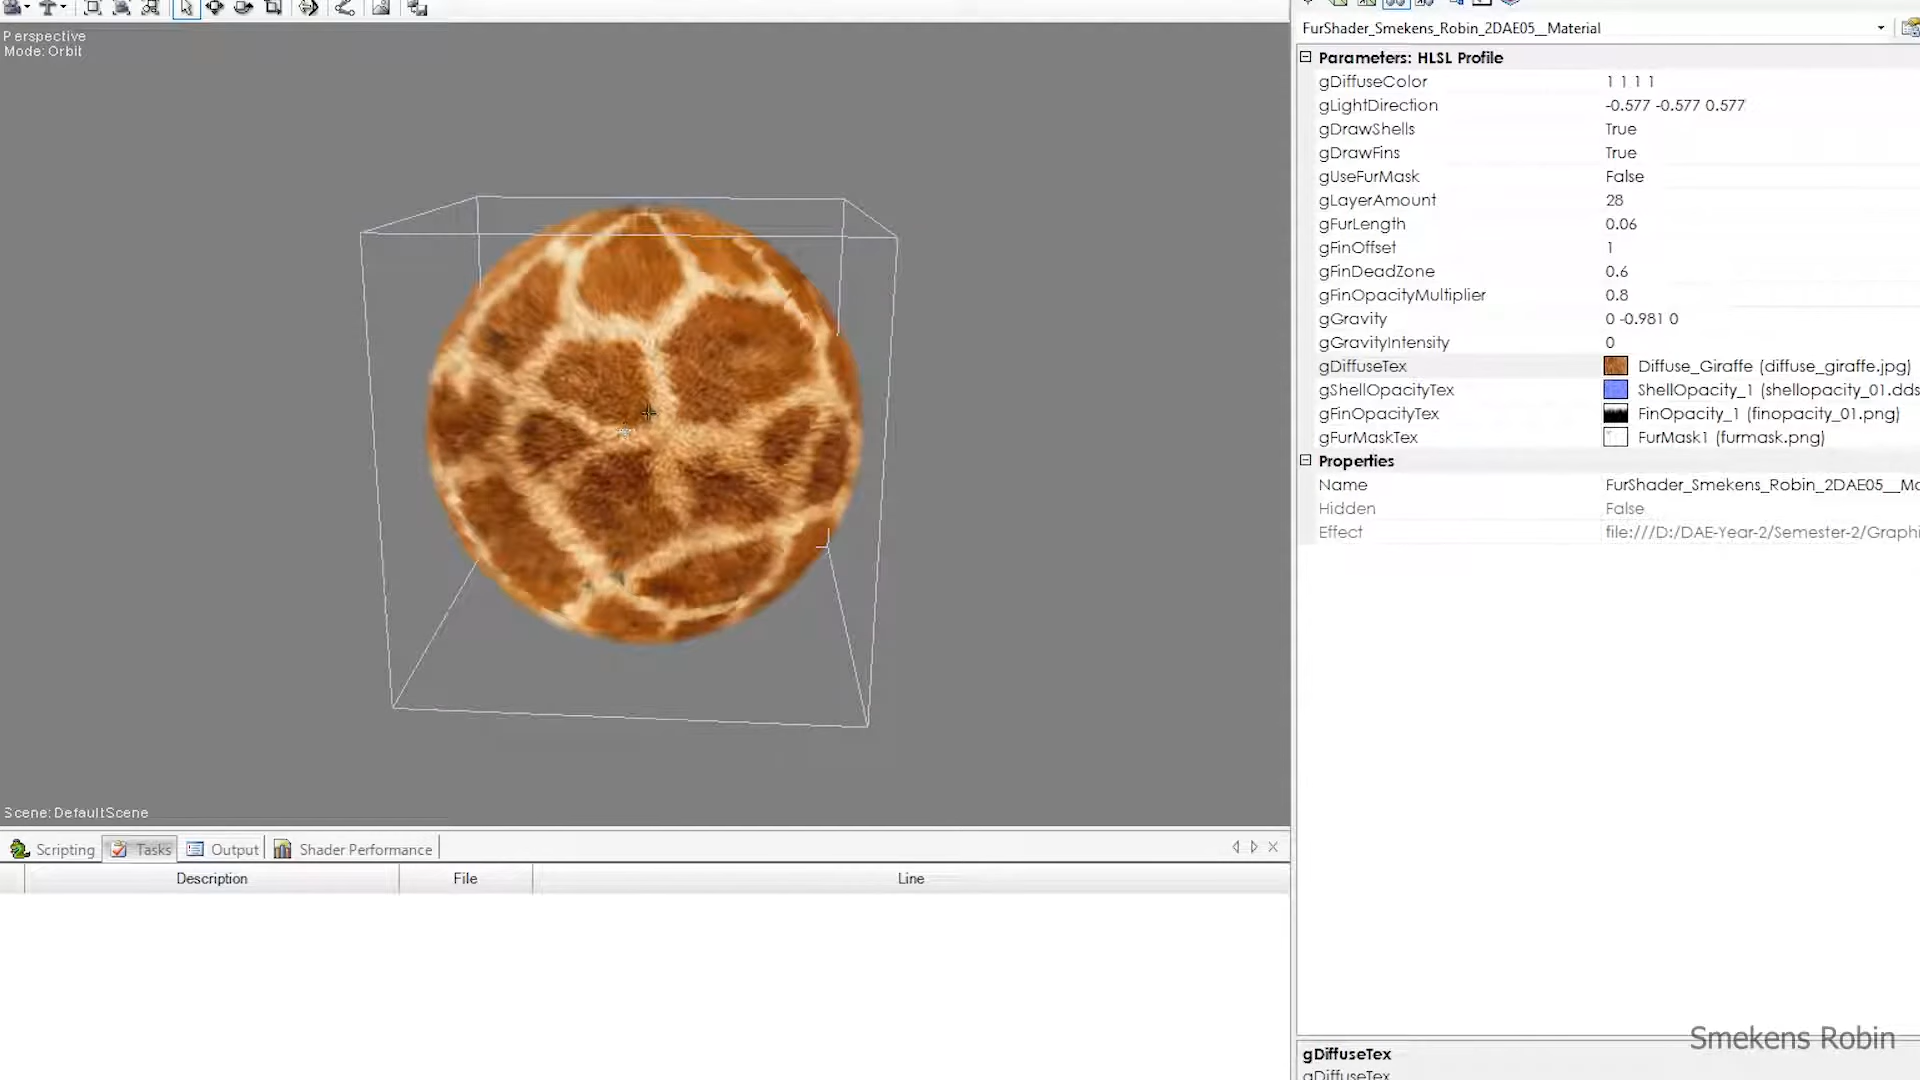 FurShader_Smekens_Robin_2DAE05__Material
Perspective
Mode: Orbit
Parameters: HLSL Profile
gDiffuseColor 1 1 1 1
gLightDirection -0.577 -0.577 0.577
gDrawShells True
gDrawFins True
gUseFurMask False
gLayerAmount 28
gFurLength 0.06
gFinOffset 1
gFinDeadZone 0.6
gFinOpacityMultiplier 0.8
gGravity 0 -0.981 0
gGravityIntensity 0
gDiffuseTex Diffuse_Giraffe (diffuse_giraffe.jpg)
gShellOpacityTex ShellOpacity_1 (shellopacity_01.dds
gFinOpacityTex FinOpacity_1 (finopacity_01.png)
gFurMaskTex FurMask1 (furmask.png)
Properties
Name FurShader_Smekens_Robin_2DAE05__Mo
Hidden False
Effect file:///D:/DAE-Year-2/Semester-2/Graphi
Scene: DefaultScene
Scripting Tasks Output Shader Performance
Description File Line
Smekens Robin
gDiffuseTex
gDiffuseTex